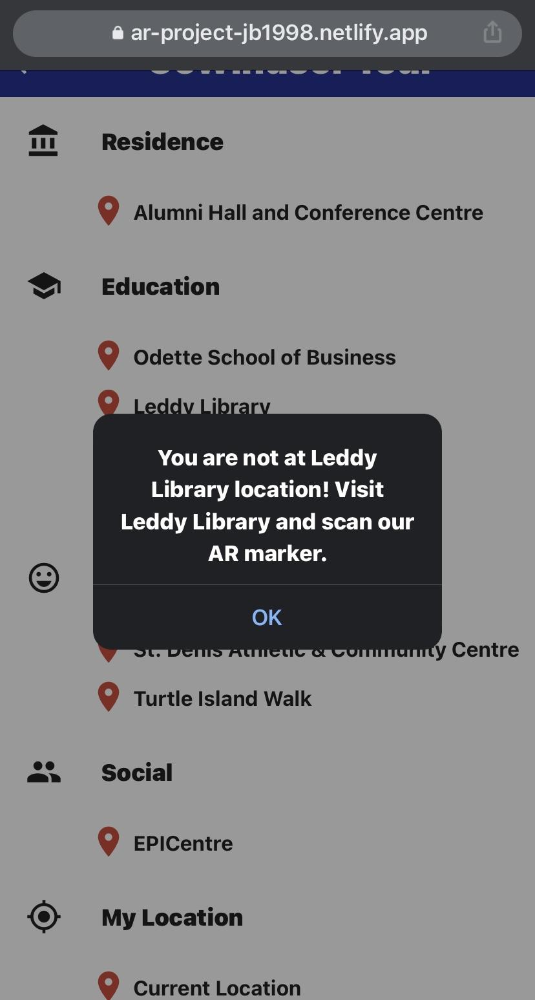 ar-project-jb1998.netlify.app
Residence
Alumni Hall and Conference Centre
Education
Odette School of Business
Leddy Library
You are not at Leddy
Library location! Visit
Leddy Library and scan our
AR marker.
OK
St. Denis Athletic & Community Centre
Turtle Island Walk
Social
EPICentre
My Location
Current Location